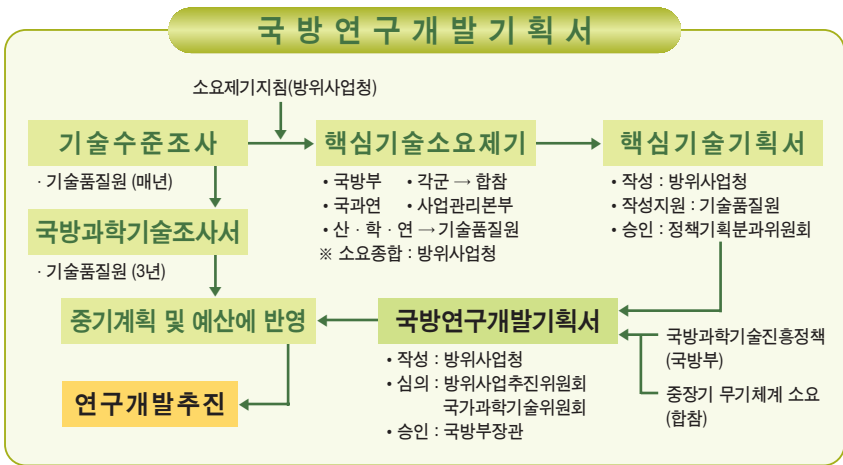 국방연구개발기획서
소요제기지침(방위사업청)
기술수준조사
· 기술품질원 (매년)
핵심기술소요제기
• 국방부 • 각군 → 합참
• 국과연 • 사업관리본부
• 산 · 학 · 연 → 기술품질원
※ 소요종합 : 방위사업청
핵심기술기획서
• 작성 : 방위사업청
• 작성지원 : 기술품질원
• 승인 : 정책기획분과위원회
국방과학기술조사서
· 기술품질원 (3년)
중기계획 및 예산에 반영
국방연구개발기획서
• 작성 : 방위사업청
• 심의 : 방위사업추진위원회
국가과학기술위원회
• 승인 : 국방부장관
국방과학기술진흥정책
(국방부)
중장기 무기체계 소요
(합참)
연구개발추진